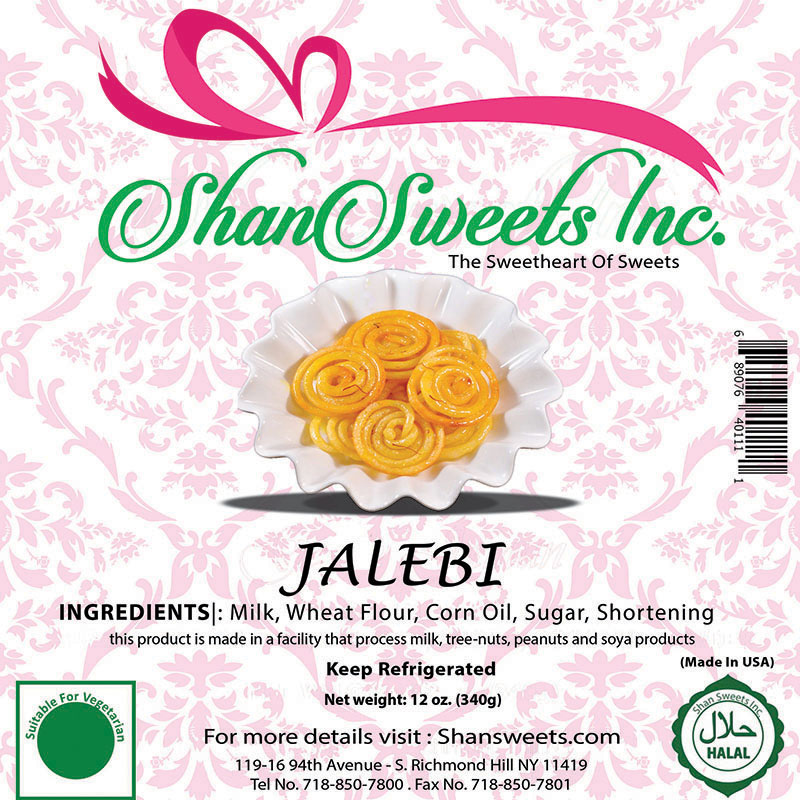 ShanSweets Inc.
The Sweetheart Of Sweets
6 89076 40111 1
JALEBI
INGREDIENTS|: Milk, Wheat Flour, Corn Oil, Sugar, Shortening
this product is made in a facility that process milk, tree-nuts, peanuts and soya products
Keep Refrigerated
(Made In USA)
Net weight: 12 oz. (340g)
Suitable For Vegetarian
For more details visit : Shansweets.com
119-16 94th Avenue - S. Richmond Hill NY 11419
Tel No. 718-850-7800 . Fax No. 718-850-7801
Shan Sweets Inc.
حلال
HALAL